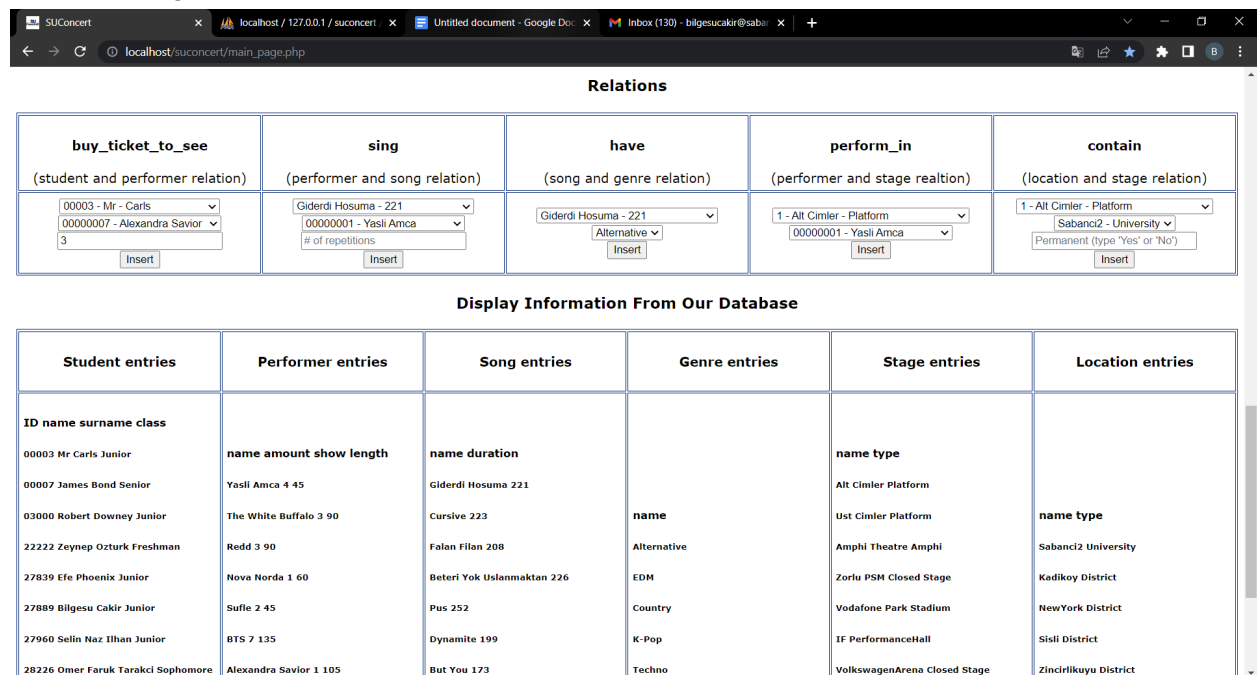 SUConcert
localhost / 127.0.0.1 / suconcert /
Untitled document - Google Doc
Inbox (130) - bilgesucakir@saban
localhost/suconcert/main_page.php
B
Relations
buy_ticket_to_see
(student and performer relation)
sing
(performer and song relation)
have
(song and genre relation)
perform_in
(performer and stage realtion)
contain
(location and stage relation)
00003 - Mr - Carls
00000007 - Alexandra Savior
3
Insert
Giderdi Hosuma - 221
00000001 - Yasli Amca
# of repetitions
Insert
Giderdi Hosuma - 221
Alternative
Insert
1 - Alt Cimler - Platform
00000001 - Yasli Amca
Insert
1 - Alt Cimler - Platform
Sabanci2 - University
Permanent (type 'Yes' or 'No')
Insert
Display Information From Our Database
Student entries
Performer entries
Song entries
Genre entries
Stage entries
Location entries
ID name surname class
00003 Mr Carls Junior
00007 James Bond Senior
03000 Robert Downey Junior
22222 Zeynep Ozturk Freshman
27839 Efe Phoenix Junior
27889 Bilgesu Cakir Junior
27960 Selin Naz Ilhan Junior
28226 Omer Faruk Tarakci Sophomore
name amount show length
Yasli Amca 4 45
The White Buffalo 3 90
Redd 3 90
Nova Norda 1 60
Sufle 2 45
BTS 7 135
Alexandra Savior 1 105
name duration
Giderdi Hosuma 221
Cursive 223
Falan Filan 208
Beteri Yok Uslanmaktan 226
Pus 252
Dynamite 199
But You 173
name
Alternative
EDM
Country
K-Pop
Techno
name type
Alt Cimler Platform
Ust Cimler Platform
Amphi Theatre Amphi
Zorlu PSM Closed Stage
Vodafone Park Stadium
IF PerformanceHall
VolkswagenArena Closed Stage
name type
Sabanci2 University
Kadikoy District
NewYork District
Sisli District
Zincirlikuyu District